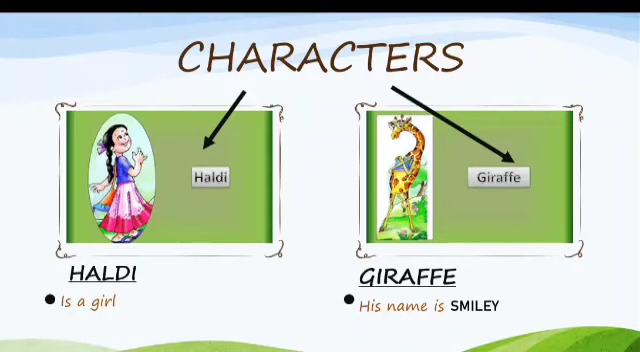 CHARACTERS
Haldi
Giraffe
HALDI
Is a girl
GIRAFFE
His name is SMILEY